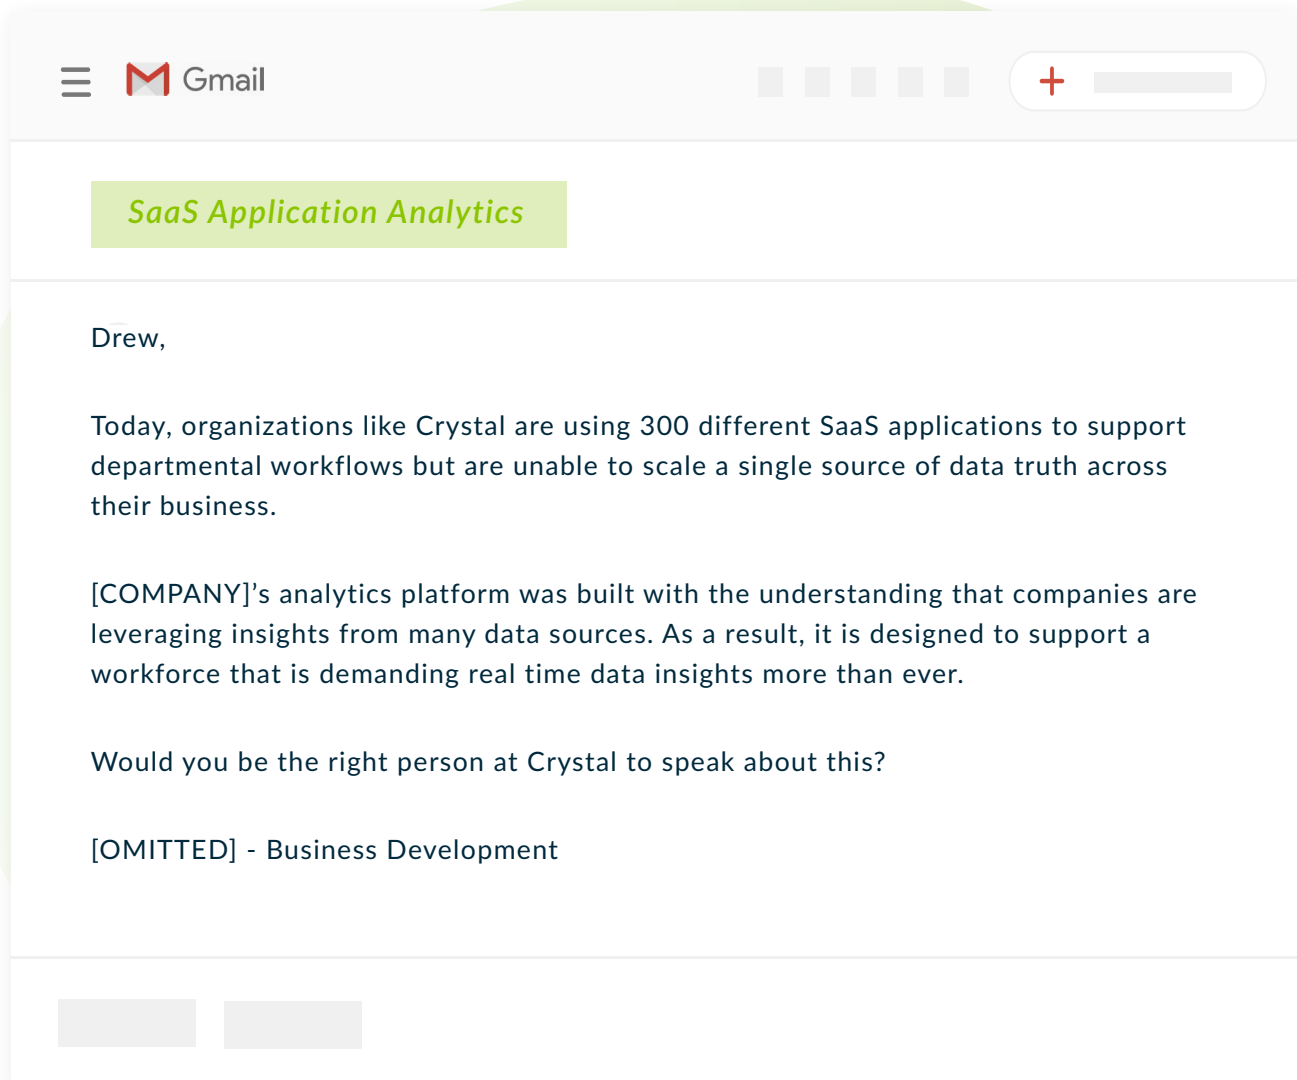 Gmail
SaaS Application Analytics
Drew,
Today, organizations like Crystal are using 300 different SaaS applications to support
departmental workflows but are unable to scale a single source of data truth across
their business.
[COMPANY]’s analytics platform was built with the understanding that companies are
leveraging insights from many data sources. As a result, it is designed to support a
workforce that is demanding real time data insights more than ever.
Would you be the right person at Crystal to speak about this?
[OMITTED] - Business Development